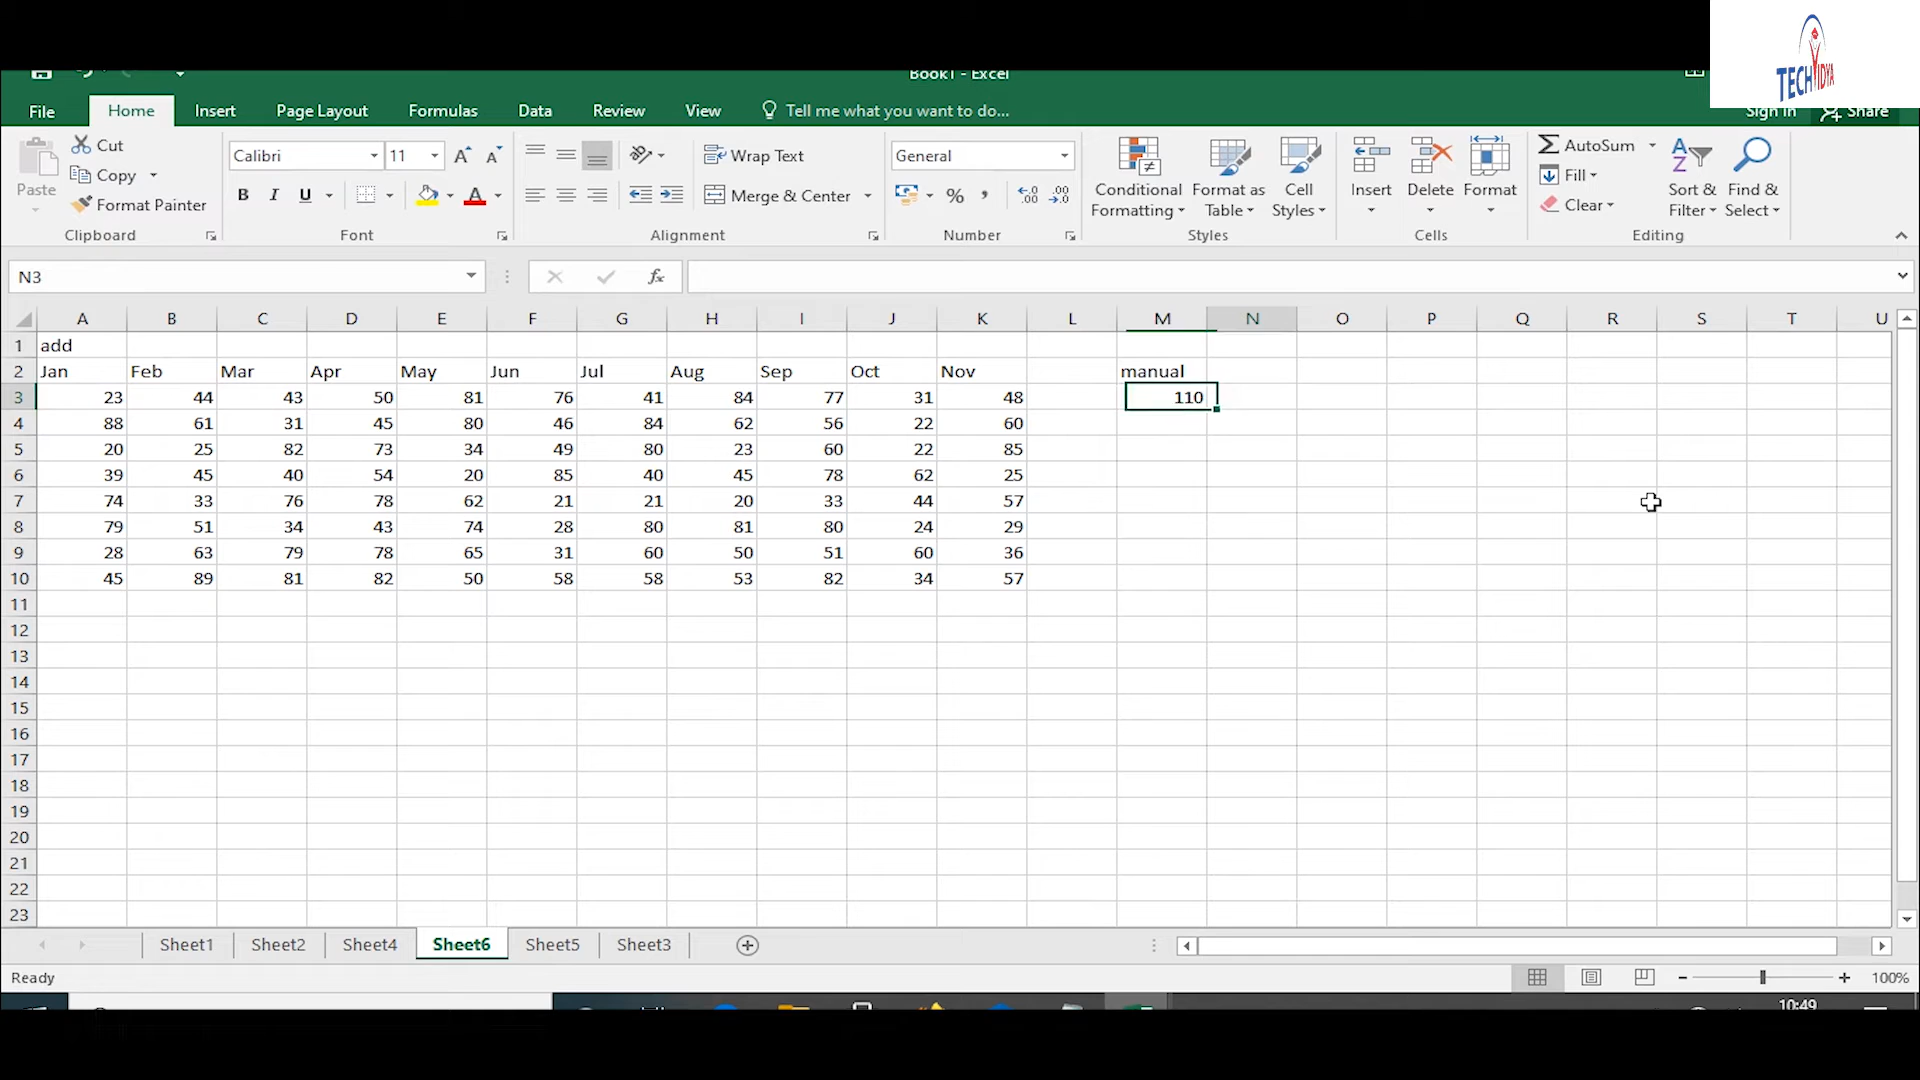 TECHVIDYA
Book1 - Excel
File Home Insert Page Layout Formulas Data Review View Tell me what you want to do... Sign in Share
Paste Cut Copy Format Painter Clipboard
Calibri 11 B I U A Font
ab Wrap Text Merge & Center Alignment
General % , .00 .00 Number
Conditional Formatting Format as Table Cell Styles Styles
Insert Delete Format Cells
AutoSum Fill Clear Sort & Filter Find & Select Editing
N3 fx
A B C D E F G H I J K L M N O P Q R S T U
1 add
2 Jan Feb Mar Apr May Jun Jul Aug Sep Oct Nov manual
3 23 44 43 50 81 76 41 84 77 31 48 110
4 88 61 31 45 80 46 84 62 56 22 60
5 20 25 82 73 34 49 80 23 60 22 85
6 39 45 40 54 20 85 40 45 78 62 25
7 74 33 76 78 62 21 21 20 33 44 57
8 79 51 34 43 74 28 80 81 80 24 29
9 28 63 79 78 65 31 60 50 51 60 36
10 45 89 81 82 50 58 58 53 82 34 57
11
12
13
14
15
16
17
18
19
20
21
22
23
Sheet1 Sheet2 Sheet4 Sheet6 Sheet5 Sheet3
Ready 100%
10:49